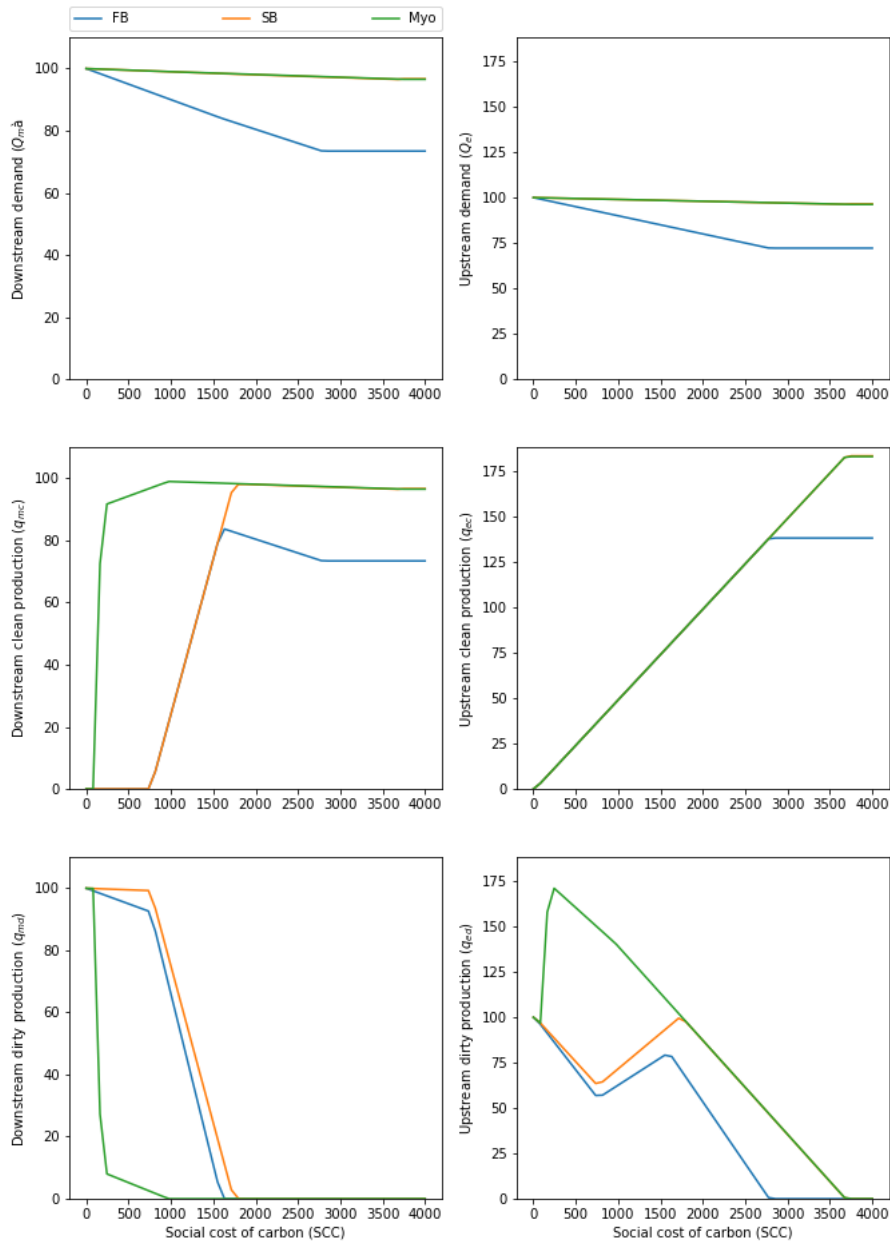 FB SB Myo
Downstream demand (Q_mà
100
80
60
40
20
0
0 500 1000 1500 2000 2500 3000 3500 4000
Upstream demand (Q_e)
175
150
125
100
75
50
25
0
0 500 1000 1500 2000 2500 3000 3500 4000
Downstream clean production (q_mc)
100
80
60
40
20
0
0 500 1000 1500 2000 2500 3000 3500 4000
Upstream clean production (q_ec)
175
150
125
100
75
50
25
0
0 500 1000 1500 2000 2500 3000 3500 4000
Downstream dirty production (q_md)
100
80
60
40
20
0
0 500 1000 1500 2000 2500 3000 3500 4000
Social cost of carbon (SCC)
Upstream dirty production (q_ed)
175
150
125
100
75
50
25
0
0 500 1000 1500 2000 2500 3000 3500 4000
Social cost of carbon (SCC)